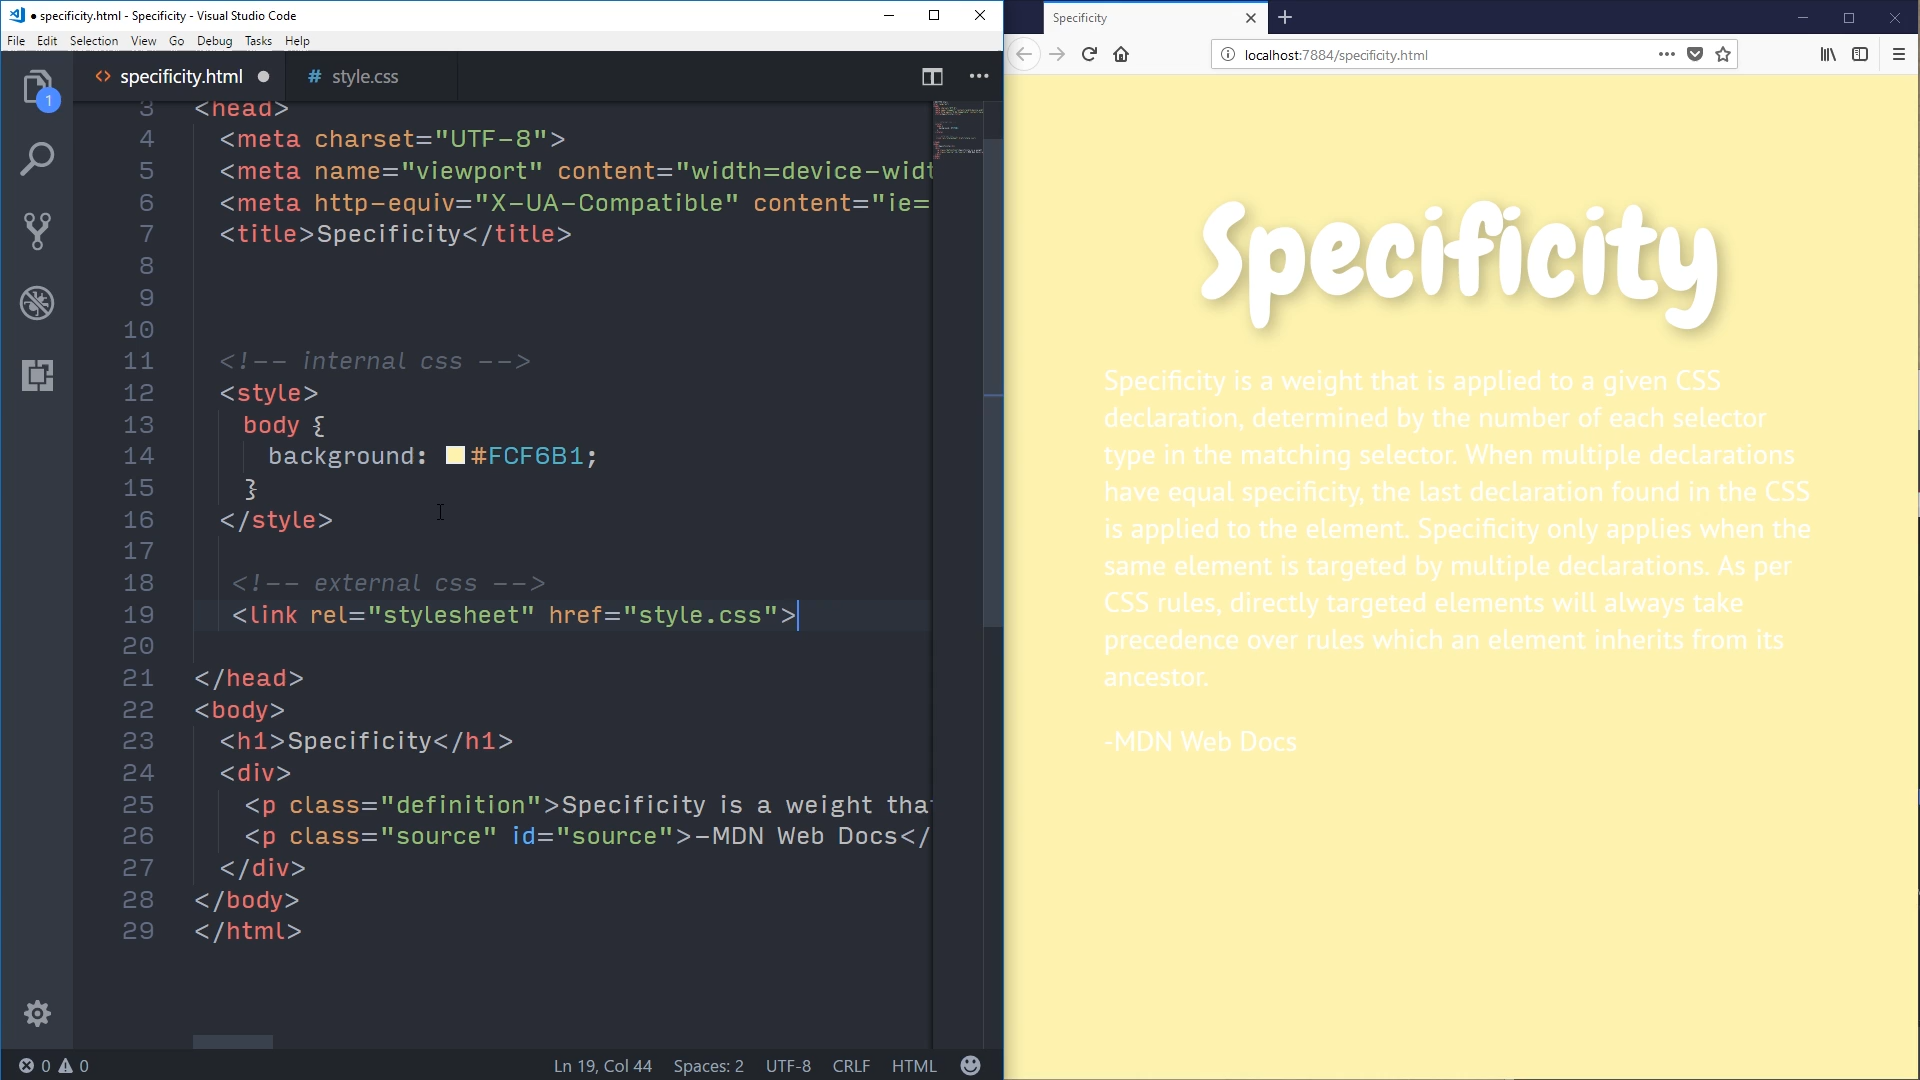 ● specificity.html - Specificity - Visual Studio Code
File Edit Selection View Go Debug Tasks Help
1
<> specificity.html ●
# style.css
•••
3 <head>
4 <meta charset="UTF-8">
5 <meta name="viewport" content="width=device-widt
6 <meta http-equiv="X-UA-Compatible" content="ie=
7 <title>Specificity</title>
8
9
10
11 <!-- internal css -->
12 <style>
13 body {
14 background: #FCF6B1;
15 }
16 </style>
17
18 <!-- external css -->
19 <link rel="stylesheet" href="style.css">
20
21 </head>
22 <body>
23 <h1>Specificity</h1>
24 <div>
25 <p class="definition">Specificity is a weight tha
26 <p class="source" id="source">-MDN Web Docs</
27 </div>
28 </body>
29 </html>
0 0
Ln 19, Col 44 Spaces: 2 UTF-8 CRLF HTML
Specificity
localhost:7884/specificity.html
Specificity
Specificity is a weight that is applied to a given CSS
declaration, determined by the number of each selector
type in the matching selector. When multiple declarations
have equal specificity, the last declaration found in the CSS
is applied to the element. Specificity only applies when the
same element is targeted by multiple declarations. As per
CSS rules, directly targeted elements will always take
precedence over rules which an element inherits from its
ancestor.
-MDN Web Docs